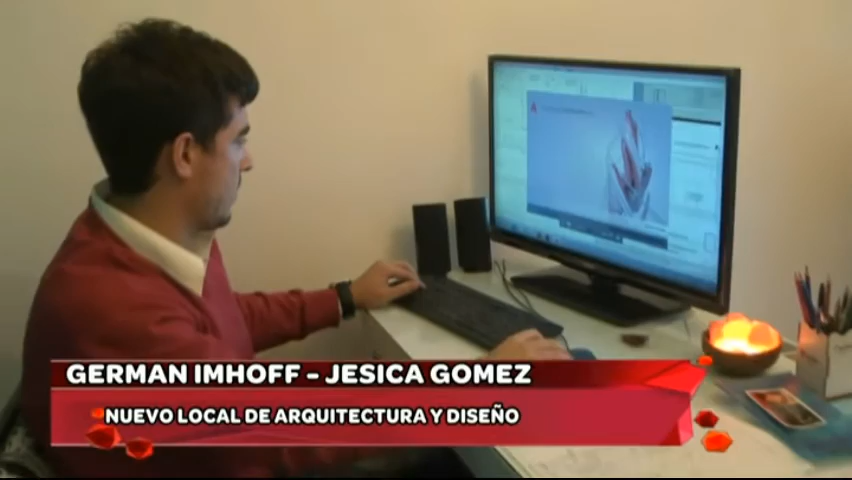 GERMAN IMHOFF - JESICA GOMEZ
NUEVO LOCAL DE ARQUITECTURA Y DISEÑO